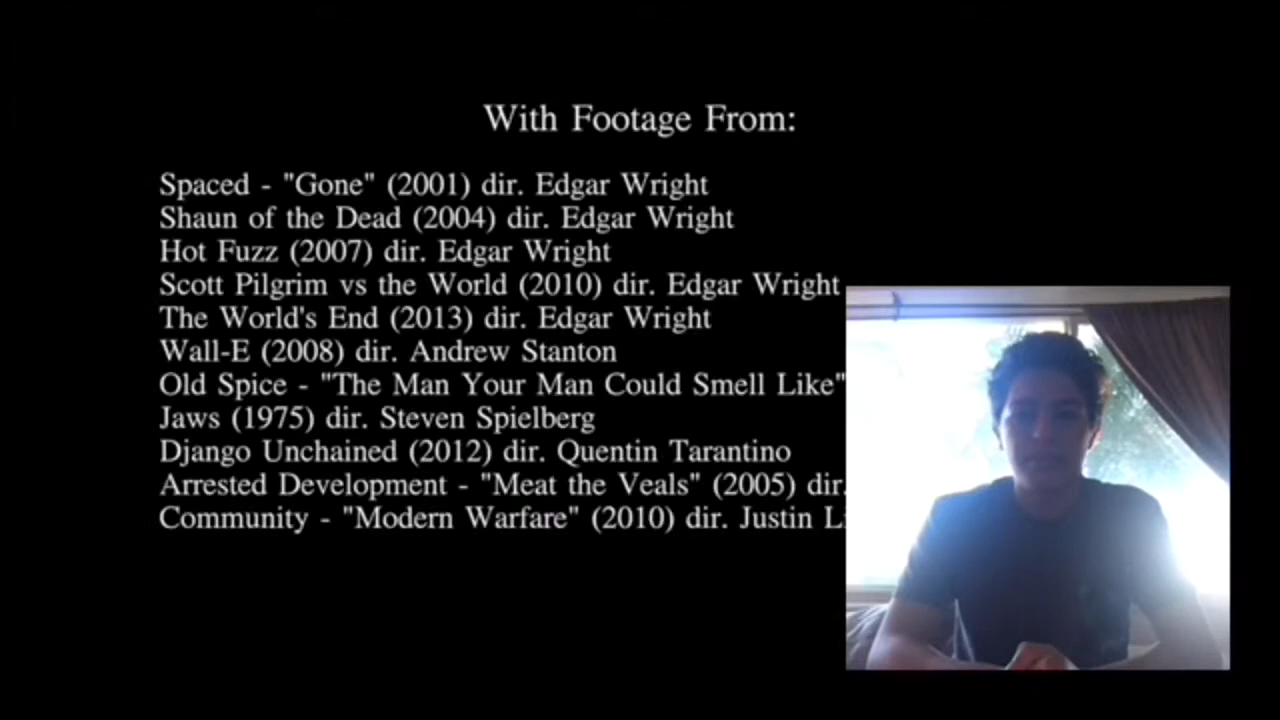 With Footage From:
Spaced - "Gone" (2001) dir. Edgar Wright
Shaun of the Dead (2004) dir. Edgar Wright
Hot Fuzz (2007) dir. Edgar Wright
Scott Pilgrim vs the World (2010) dir. Edgar Wright
The World's End (2013) dir. Edgar Wright
Wall-E (2008) dir. Andrew Stanton
Old Spice - "The Man Your Man Could Smell Like"
Jaws (1975) dir. Steven Spielberg
Django Unchained (2012) dir. Quentin Tarantino
Arrested Development - "Meat the Veals" (2005) dir.
Community - "Modern Warfare" (2010) dir. Justin